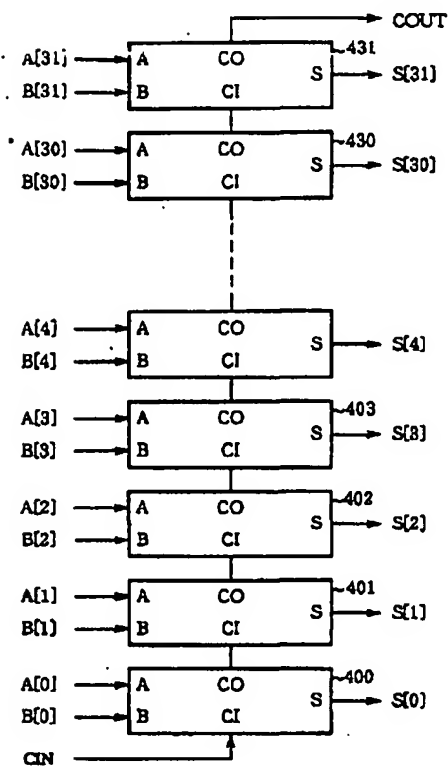 COUT
431
A[31] A CO S S[31]
B[31] B CI
430
A[30] A CO S S[30]
B[30] B CI
A[4] A CO S S[4]
B[4] B CI
403
A[3] A CO S S[3]
B[3] B CI
402
A[2] A CO S S[2]
B[2] B CI
401
A[1] A CO S S[1]
B[1] B CI
400
A[0] A CO S S[0]
B[0] B CI
CIN